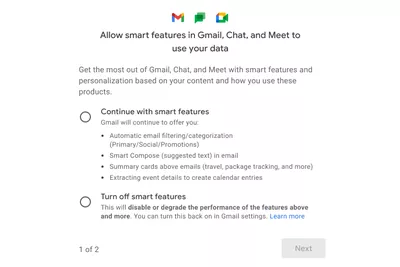 Allow smart features in Gmail, Chat, and Meet to
use your data
Get the most out of Gmail, Chat, and Meet with smart features and
personalization based on your content and how you use these
products.
Continue with smart features
Gmail will continue to offer you:
• Automatic email filtering/categorization
(Primary/Social/Promotions)
• Smart Compose (suggested text) in email
• Summary cards above emails (travel, package tracking, and more)
• Extracting event details to create calendar entries
Turn off smart features
This will disable or degrade the performance of the features above
and more. You can turn this back on in Gmail settings. Learn more
1 of 2
Next